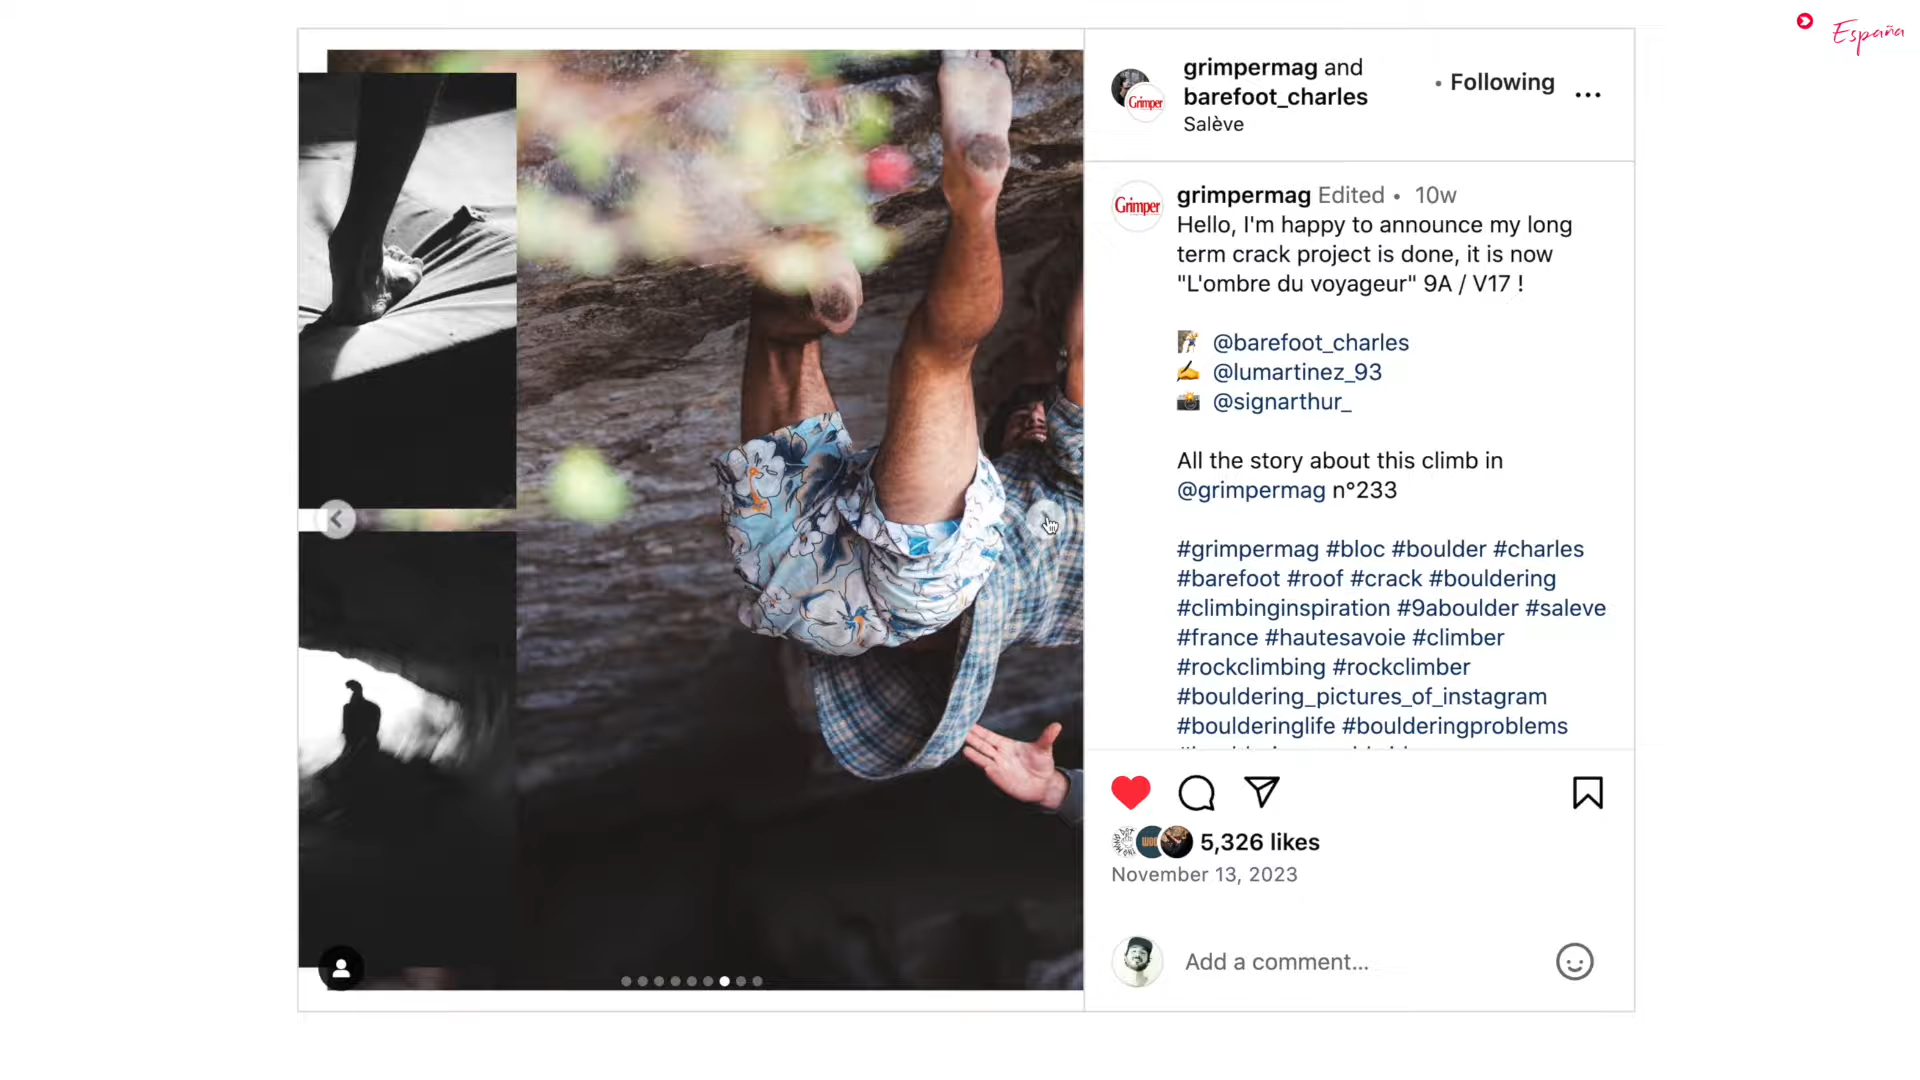 España
grimpermag and
barefoot_charles
• Following
...
Salève
Grimper
Grimper
grimpermag Edited • 10w
Hello, I'm happy to announce my long
term crack project is done, it is now
"L'ombre du voyageur" 9A / V17 !
@barefoot_charles
@lumartinez_93
@signarthur_
All the story about this climb in
@grimpermag n°233
#grimpermag #bloc #boulder #charles
#barefoot #roof #crack #bouldering
#climbinginspiration #9aboulder #saleve
#france #hautesavoie #climber
#rockclimbing #rockclimber
#bouldering_pictures_of_instagram
#boulderinglife #boulderingproblems
5,326 likes
November 13, 2023
Add a comment...